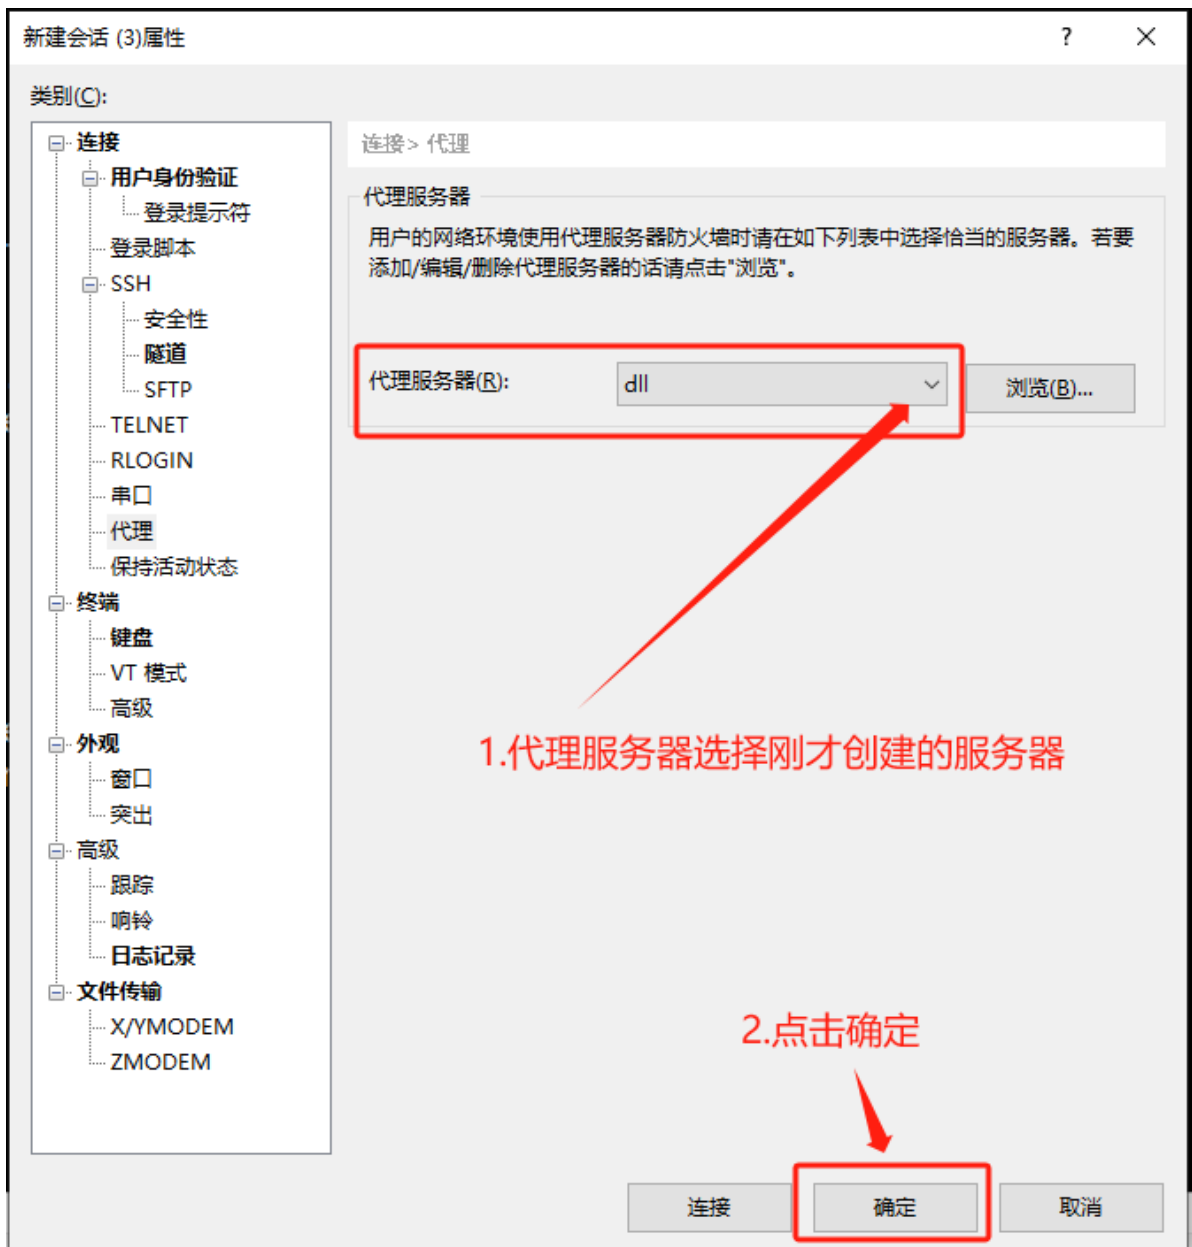 新建会话 (3)属性
?
类别(C):
连接
用户身份验证
登录提示符
登录脚本
SSH
安全性
隧道
SFTP
TELNET
RLOGIN
串口
代理
保持活动状态
终端
键盘
VT 模式
高级
外观
窗口
突出
高级
跟踪
响铃
日志记录
文件传输
X/YMODEM
ZMODEM
连接> 代理
代理服务器
用户的网络环境使用代理服务器防火墙时请在如下列表中选择恰当的服务器。若要
添加/编辑/删除代理服务器的话请点击"浏览"。
代理服务器(R):
dll
浏览(B)...
1.代理服务器选择刚才创建的服务器
2.点击确定
连接
确定
取消